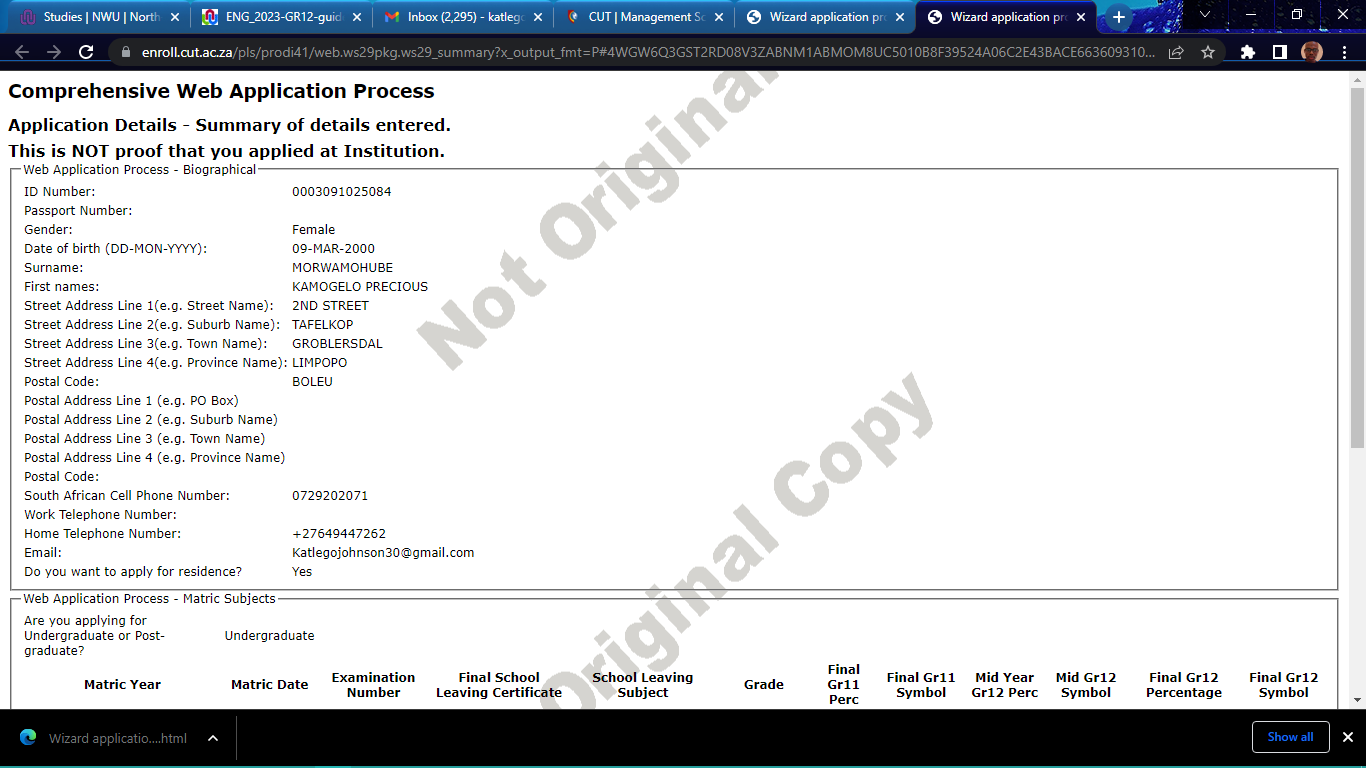 Studies | NWU | North
ENG_2023-GR12-guid
Inbox (2,295) - katleg
CUT | Management Sc
Wizard application pr
Wizard application pr
enroll.cut.ac.za/pls/prodi41/web.ws29pkg.ws29_summary?x_output_fmt=P#4WGW6Q3GST2RD08V3ZABNM1ABMOM8UC5010B8F39524A06C2E43BACE663609310...
Comprehensive Web Application Process
Application Details - Summary of details entered.
This is NOT proof that you applied at Institution.
Web Application Process - Biographical
ID Number: 0003091025084
Passport Number:
Gender: Female
Date of birth (DD-MON-YYYY): 09-MAR-2000
Surname: MORWAMOHUBE
First names: KAMOGELO PRECIOUS
Street Address Line 1(e.g. Street Name): 2ND STREET
Street Address Line 2(e.g. Suburb Name): TAFELKOP
Street Address Line 3(e.g. Town Name): GROBLERSDAL
Street Address Line 4(e.g. Province Name): LIMPOPO
Postal Code: BOLEU
Postal Address Line 1 (e.g. PO Box)
Postal Address Line 2 (e.g. Suburb Name)
Postal Address Line 3 (e.g. Town Name)
Postal Address Line 4 (e.g. Province Name)
Postal Code:
South African Cell Phone Number: 0729202071
Work Telephone Number:
Home Telephone Number: +27649447262
Email: Katlegojohnson30@gmail.com
Do you want to apply for residence? Yes
Not Original
Original Copy
Web Application Process - Matric Subjects
Are you applying for
Undergraduate or Post-
graduate?
Undergraduate
Matric Year
Matric Date
Examination
Number
Final School
Leaving Certificate
School Leaving
Subject
Grade
Final
Gr11
Perc
Final Gr11
Symbol
Mid Year
Gr12 Perc
Mid Gr12
Symbol
Final Gr12
Percentage
Final Gr12
Symbol
Wizard applicatio....html
Show all